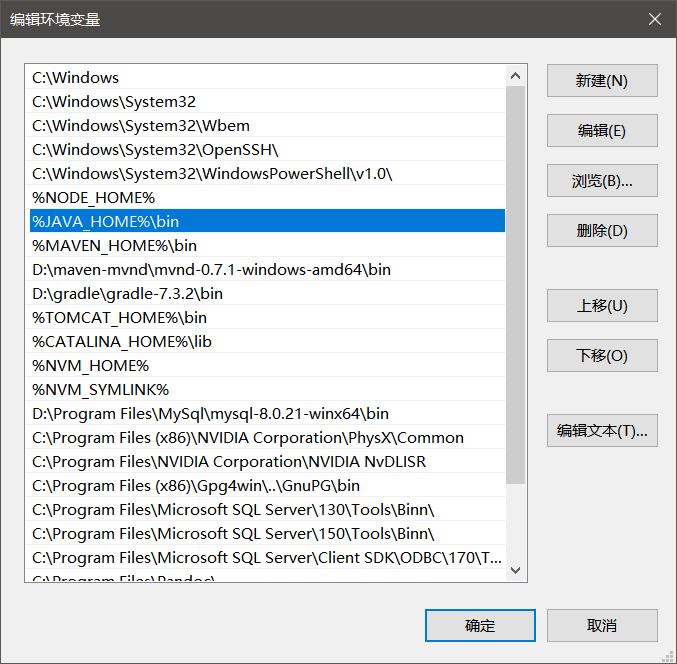 编辑环境变量
C:\Windows
C:\Windows\System32
C:\Windows\System32\Wbem
C:\Windows\System32\OpenSSH\
C:\Windows\System32\WindowsPowerShell\v1.0\
%NODE_HOME%
%JAVA_HOME%\bin
%MAVEN_HOME%\bin
D:\maven-mvnd\mvnd-0.7.1-windows-amd64\bin
D:\gradle\gradle-7.3.2\bin
%TOMCAT_HOME%\bin
%CATALINA_HOME%\lib
%NVM_HOME%
%NVM_SYMLINK%
D:\Program Files\MySql\mysql-8.0.21-winx64\bin
C:\Program Files (x86)\NVIDIA Corporation\PhysX\Common
C:\Program Files\NVIDIA Corporation\NVIDIA NvDLISR
C:\Program Files (x86)\Gpg4win\..\GnuPG\bin
C:\Program Files\Microsoft SQL Server\130\Tools\Binn\
C:\Program Files\Microsoft SQL Server\150\Tools\Binn\
C:\Program Files\Microsoft SQL Server\Client SDK\ODBC\170\T...
C:\Program Files\Pandoc\
新建(N)
编辑(E)
浏览(B)...
删除(D)
上移(U)
下移(O)
编辑文本(T)...
确定
取消